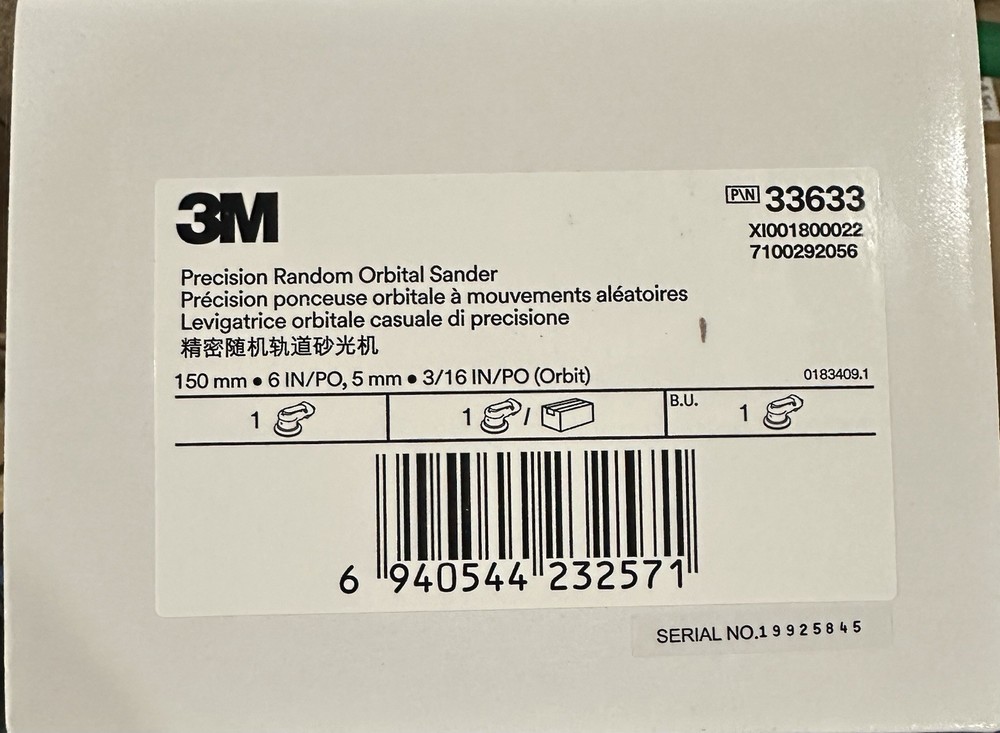 3M
P\N 33633
XI001800022
7100292056
Precision Random Orbital Sander
Précision ponceuse orbitale à mouvements aléatoires
Levigatrice orbitale casuale di precisione
精密随机轨道砂光机
150 mm • 6 IN/PO, 5 mm • 3/16 IN/PO (Orbit)
0183409.1
1
1 /
B.U. 1
6 940544 232571
SERIAL NO.19925845